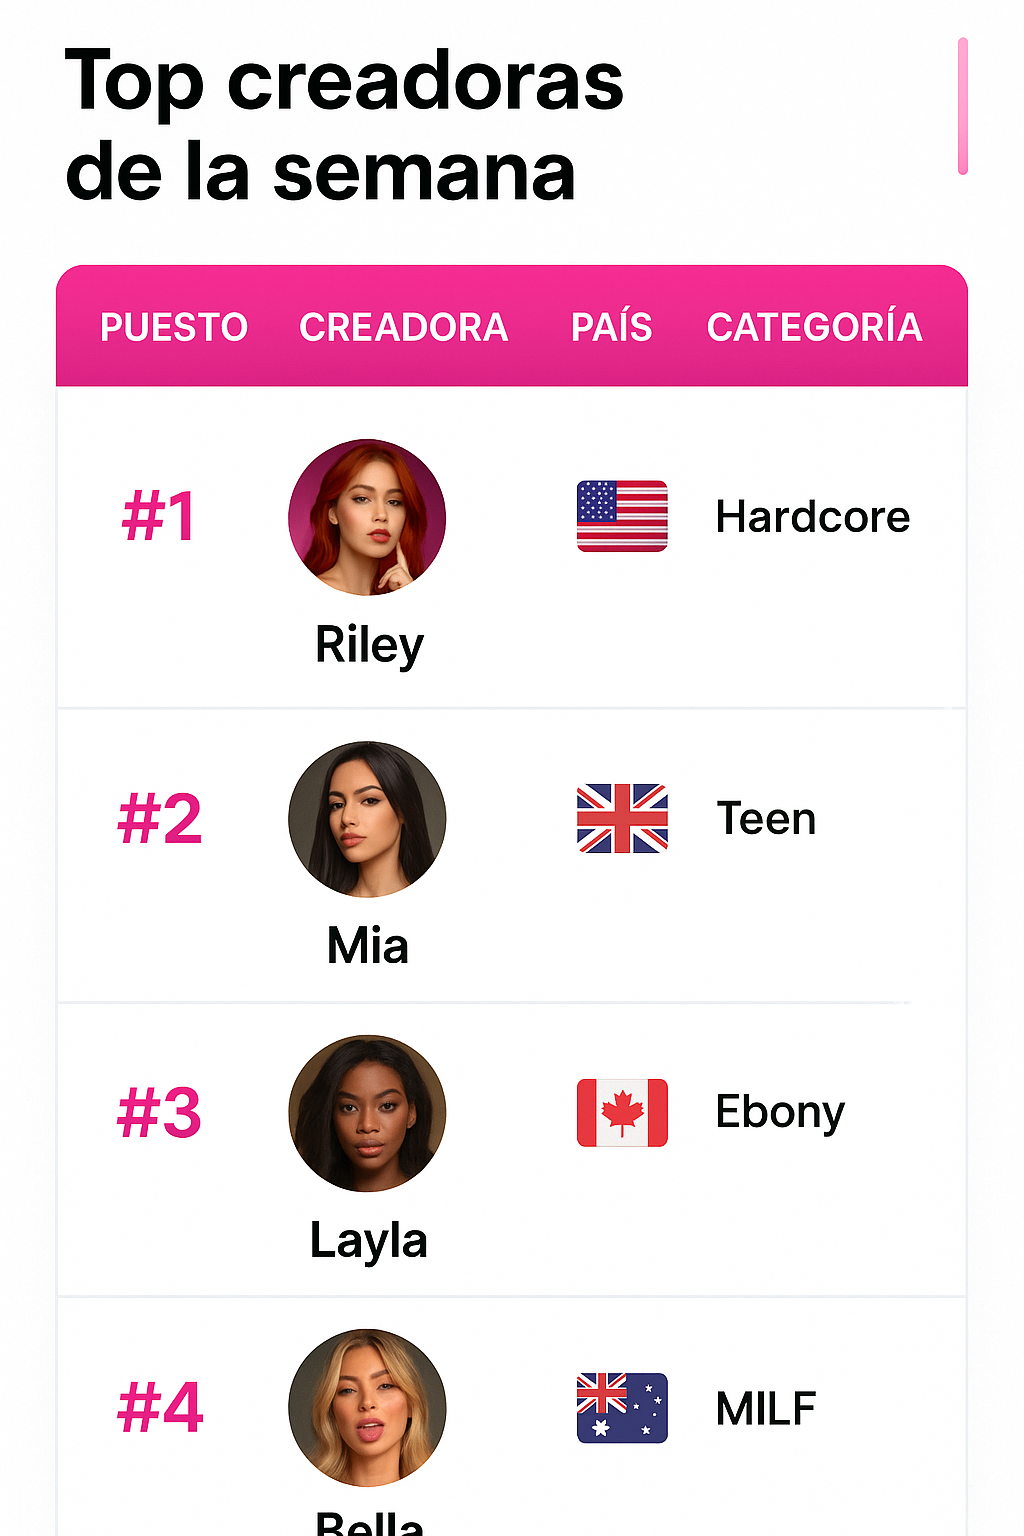 Top creadoras
de la semana
PUESTO CREADORA PAÍS CATEGORÍA
#1 Hardcore
Riley
#2 Teen
Mia
#3 Ebony
Layla
#4 MILF
Bella